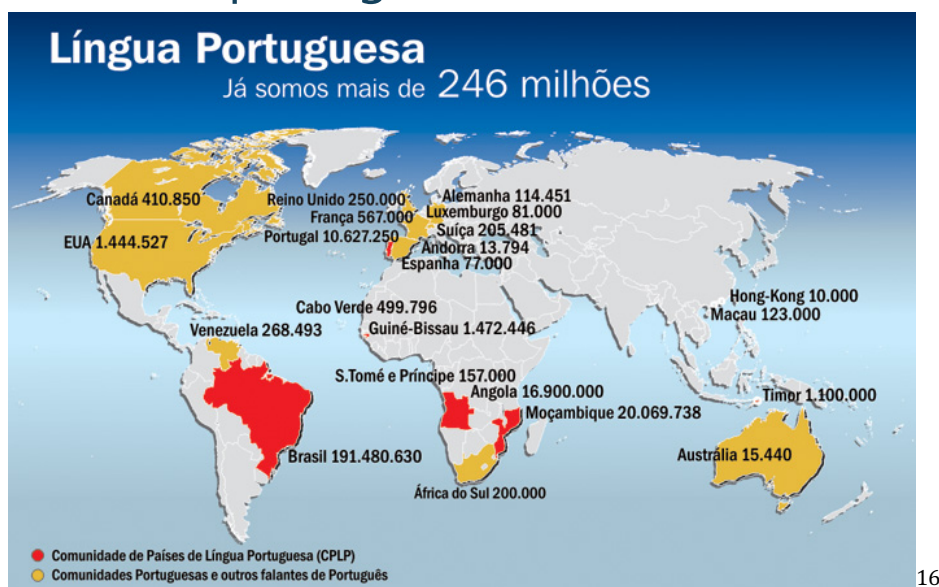 Língua Portuguesa
Já somos mais de 246 milhões
Canadá 410.850
Reino Unido 250.000
Alemanha 114.451
França 567.000
Luxemburgo 81.000
EUA 1.444.527
Portugal 10.627.250
Suíça 205.481
Andorra 13.794
Espanha 77.000
Cabo Verde 499.796
Hong-Kong 10.000
Macau 123.000
Venezuela 268.493
Guiné-Bissau 1.472.446
S.Tomé e Príncipe 157.000
Angola 16.900.000
Timor 1.100.000
Moçambique 20.069.738
Brasil 191.480.630
Austrália 15.440
África do Sul 200.000
Comunidade de Países de Língua Portuguesa (CPLP)
Comunidades Portuguesas e outros falantes de Português
16